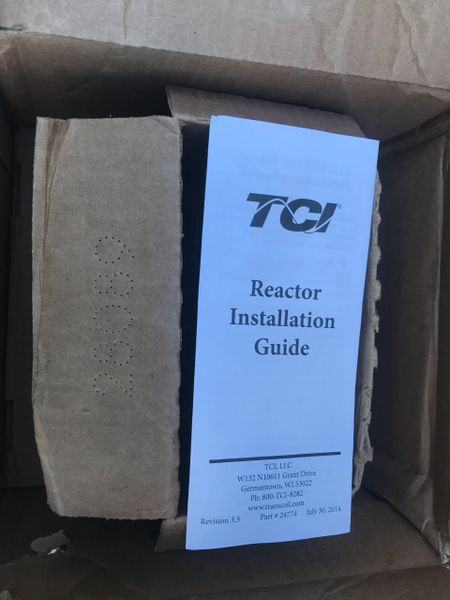 TCI®
Reactor
Installation
Guide
TCI, LLC
W132 N10611 Grant Drive
Germantown, WI 53022
Ph: 800-TCI-8282
www.transcoil.com
Part # 24774
Revision 3.5
July 30, 2014